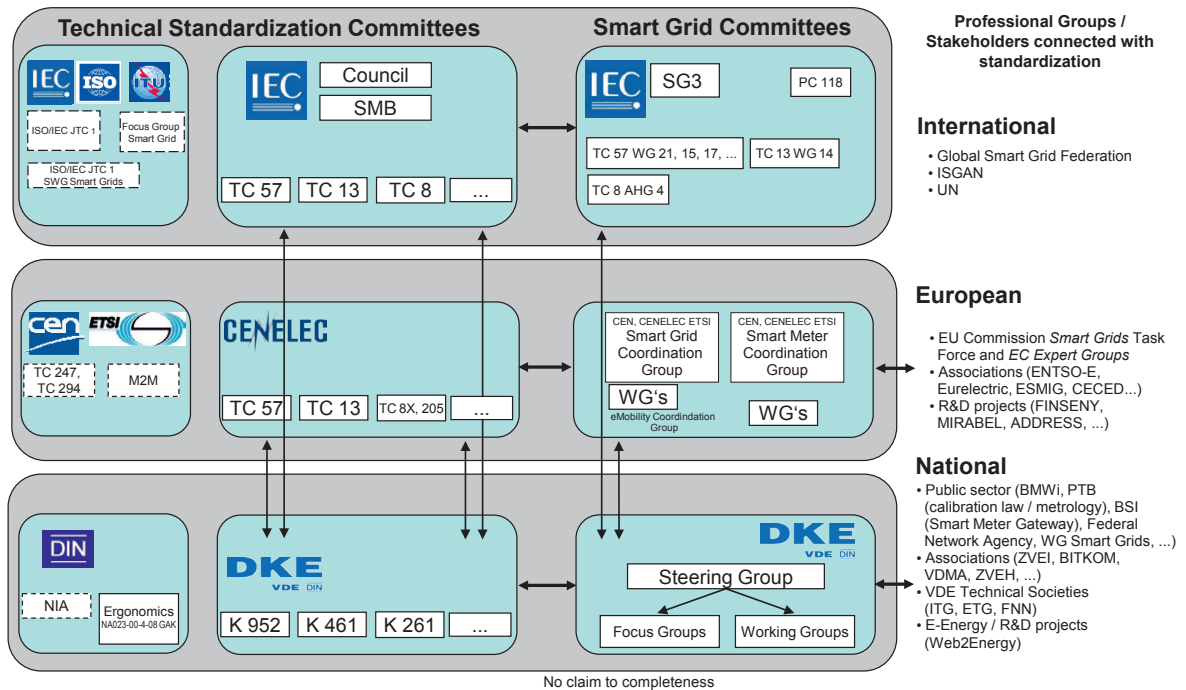 Technical Standardization Committees
Smart Grid Committees
Professional Groups /
Stakeholders connected with
standardization
IEC
ISO
ITU
ISO/IEC JTC 1
Focus Group
Smart Grid
ISO/IEC JTC 1
SWG Smart Grids
IEC
Council
SMB
TC 57
TC 13
TC 8
...
IEC
SG3
PC 118
TC 57 WG 21, 15, 17, ...
TC 13 WG 14
TC 8 AHG 4
International
• Global Smart Grid Federation
• ISGAN
• UN
cen
ETSI
TC 247,
TC 294
M2M
CENELEC
TC 57
TC 13
TC 8X, 205
...
CEN, CENELEC ETSI
Smart Grid
Coordination
Group
CEN, CENELEC ETSI
Smart Meter
Coordination
Group
WG's
eMobility Coordindation
Group
WG's
European
• EU Commission Smart Grids Task
Force and EC Expert Groups
• Associations (ENTSO-E,
Eurelectric, ESMIG, CECED...)
• R&D projects (FINSENY,
MIRABEL, ADDRESS, ...)
DIN
NIA
Ergonomics
NA023-00-4-08 GAK
DKE
VDE DIN
K 952
K 461
K 261
...
DKE
VDE DIN
Steering Group
Focus Groups
Working Groups
National
• Public sector (BMWi, PTB
(calibration law / metrology), BSI
(Smart Meter Gateway), Federal
Network Agency, WG Smart Grids, ...)
• Associations (ZVEI, BITKOM,
VDMA, ZVEH, ...)
• VDE Technical Societies
(ITG, ETG, FNN)
• E-Energy / R&D projects
(Web2Energy)
No claim to completeness